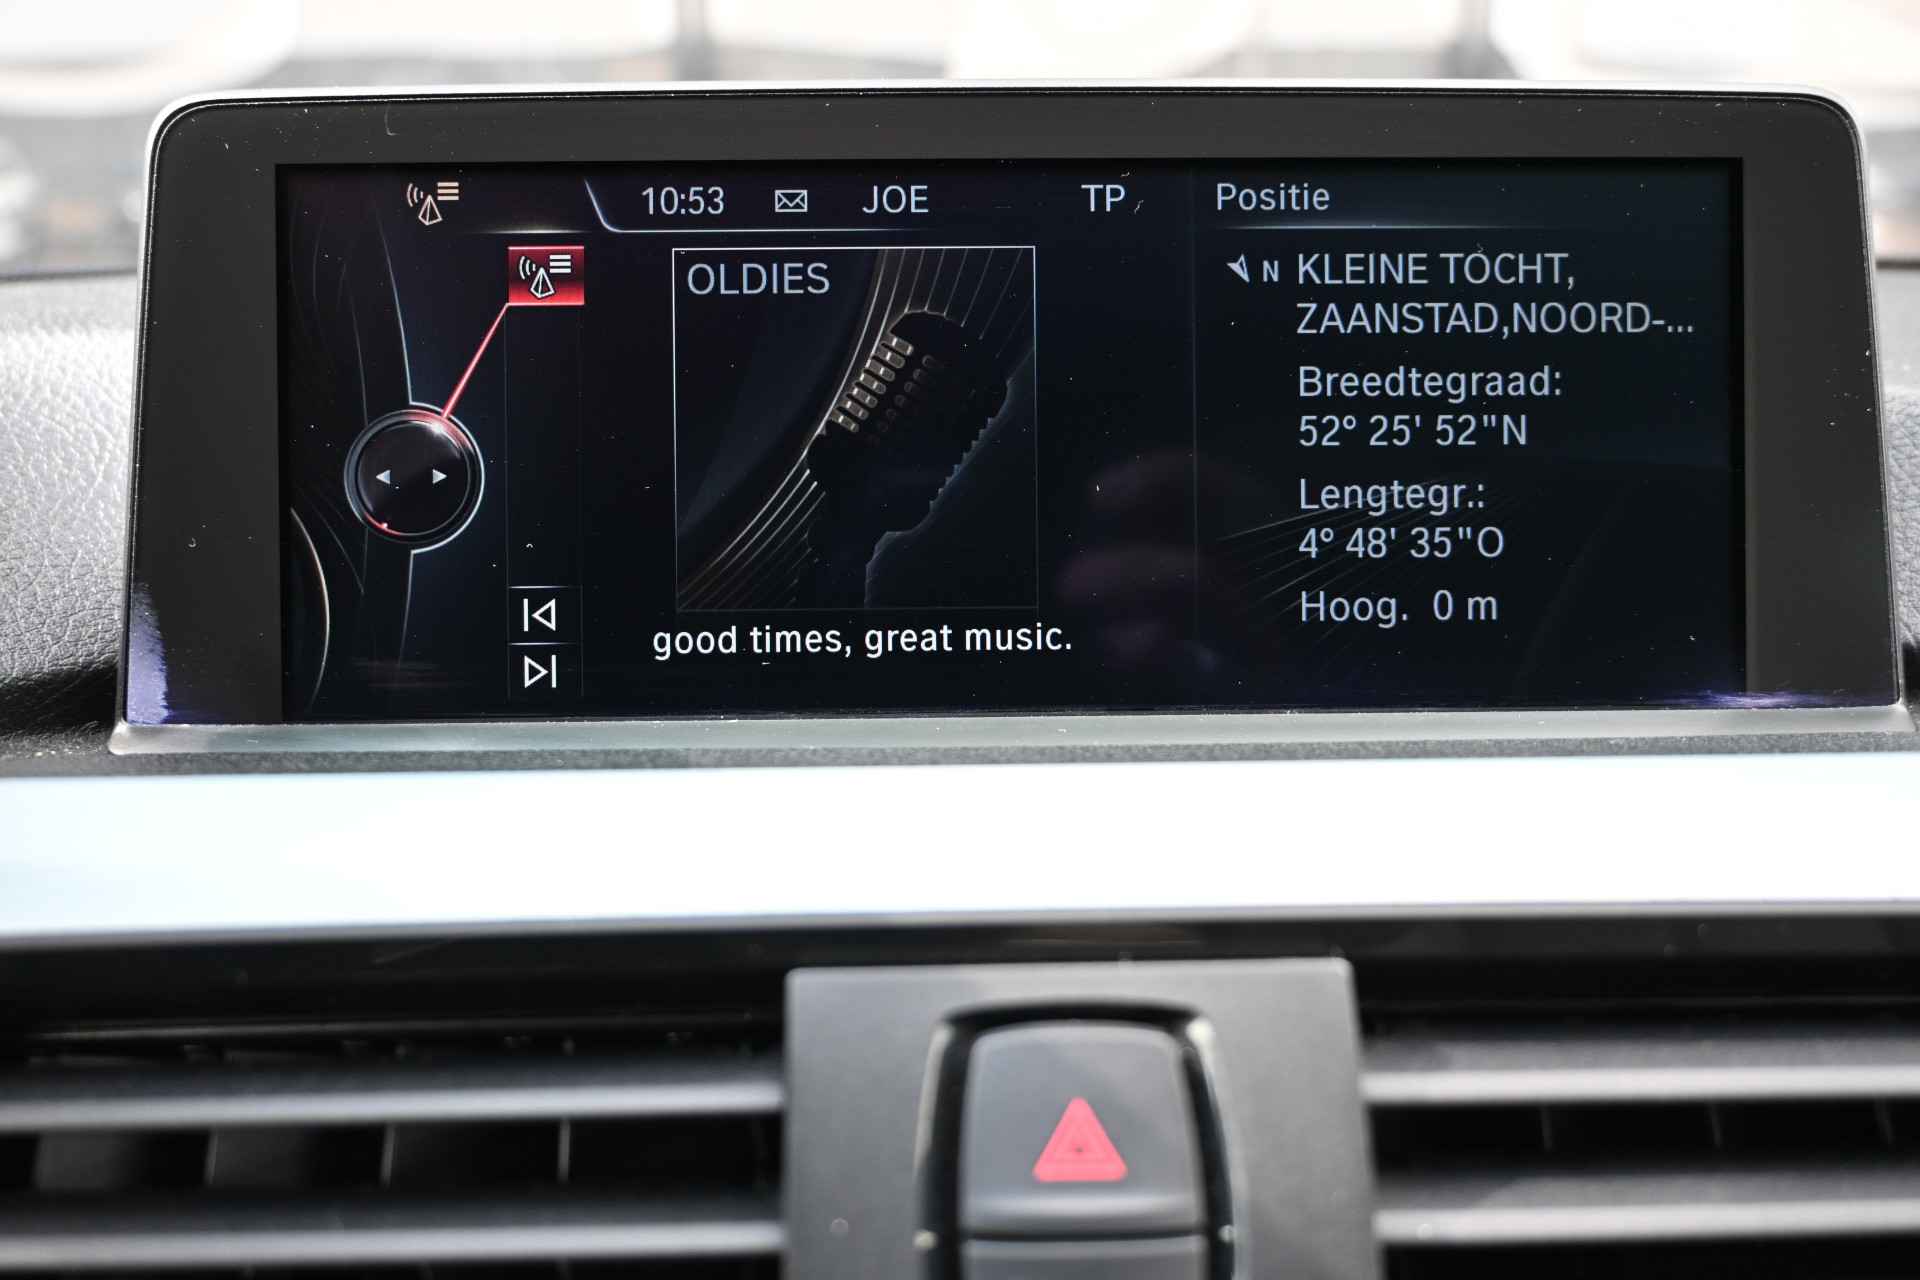 10:53 JOE TP
OLDIES
good times, great music.
Positie
N KLEINE TOCHT,
ZAANSTAD,NOORD-...
Breedtegraad:
52° 25' 52"N
Lengtegr.:
4° 48' 35"O
Hoog. 0 m